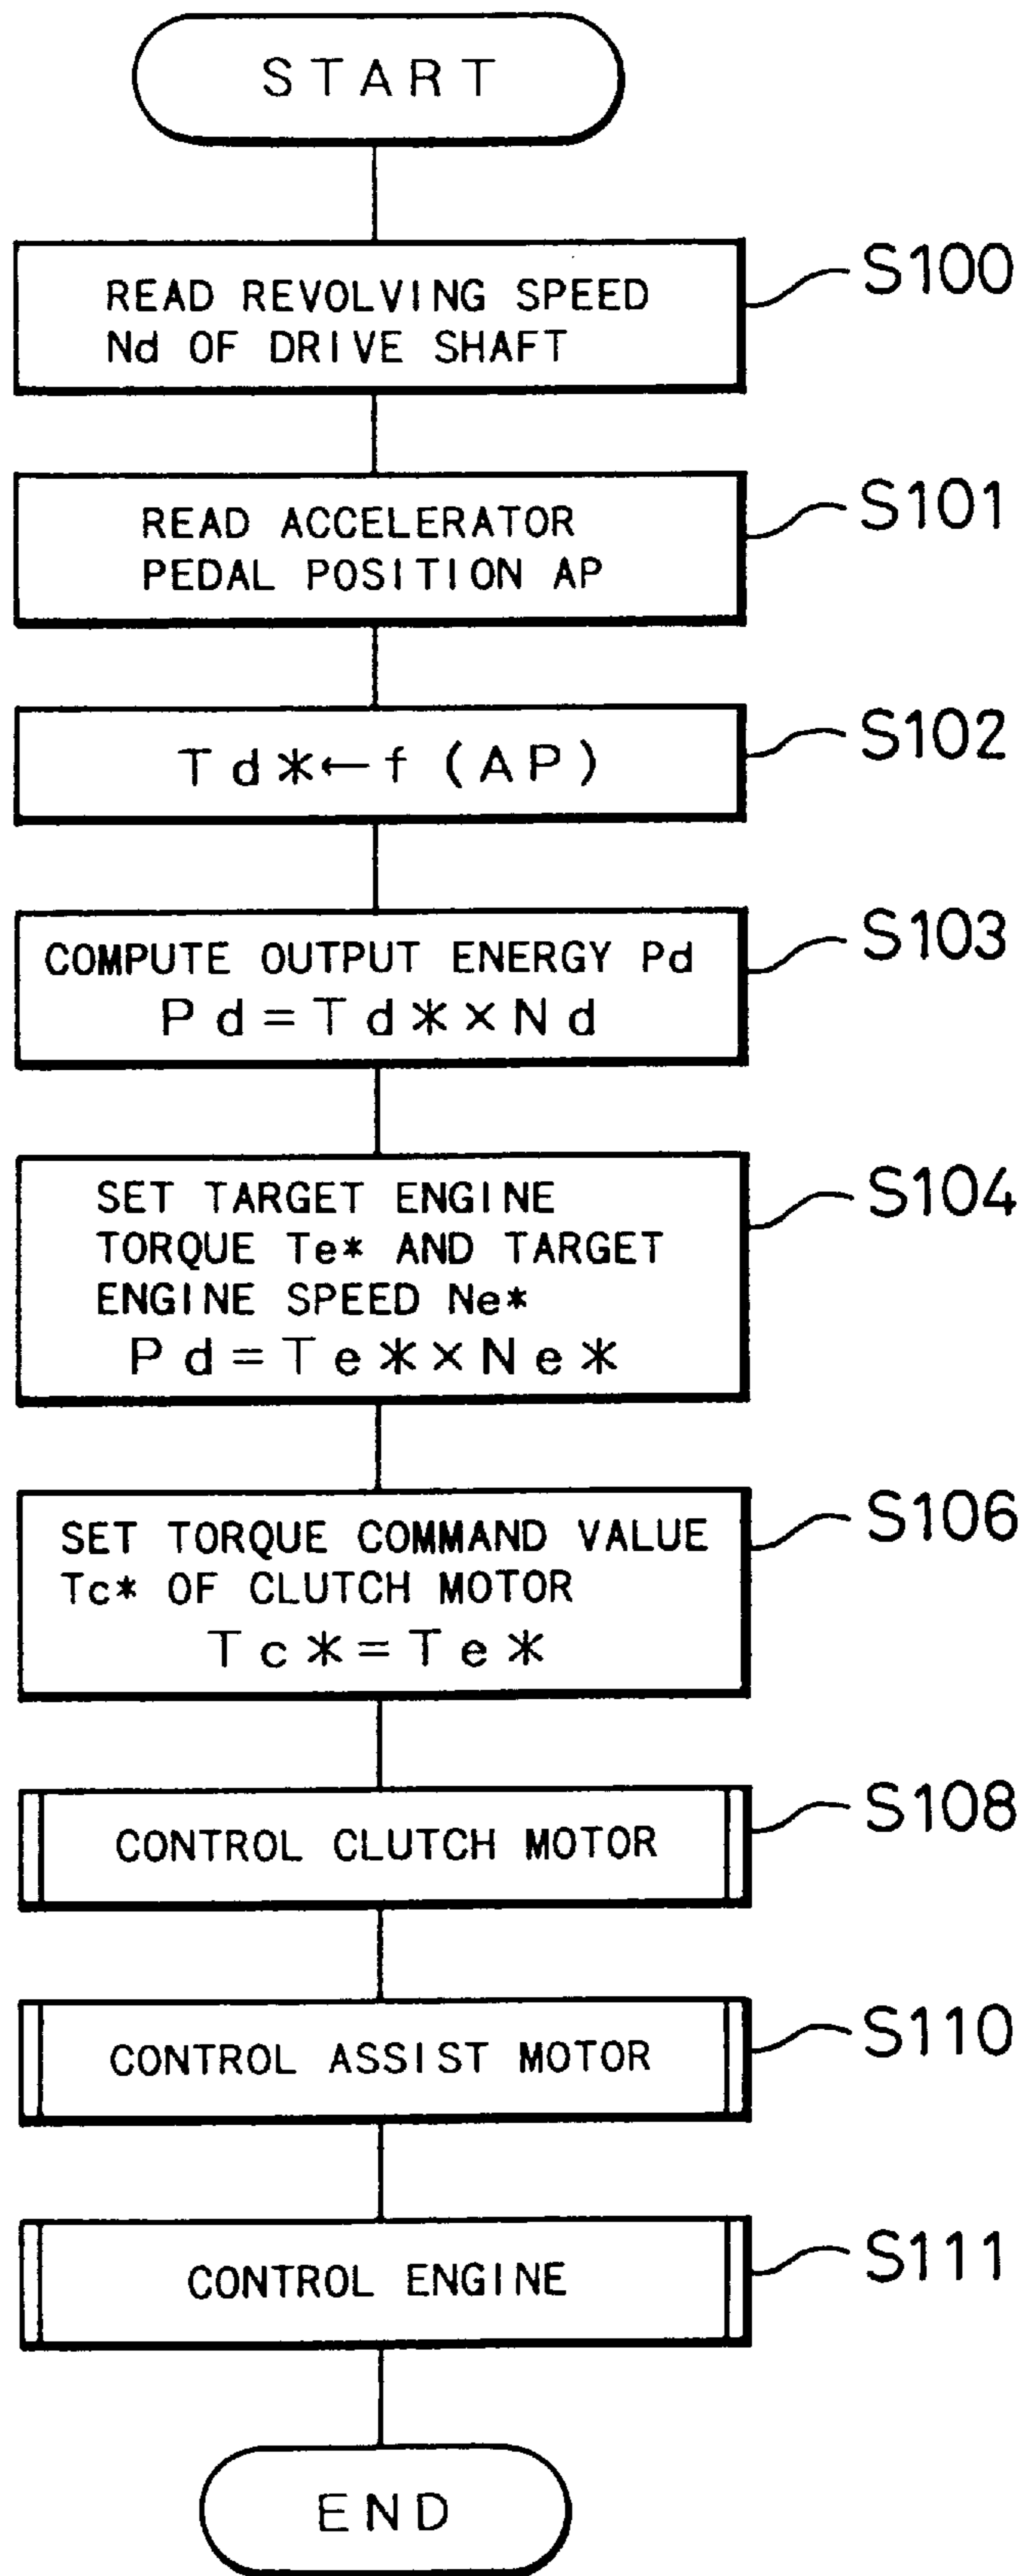 START
READ REVOLVING SPEED
Nd OF DRIVE SHAFT
S100
READ ACCELERATOR
PEDAL POSITION AP
S101
Td*←f(AP)
S102
COMPUTE OUTPUT ENERGY Pd
Pd=Td*×Nd
S103
SET TARGET ENGINE
TORQUE Te* AND TARGET
ENGINE SPEED Ne*
Pd=Te*×Ne*
S104
SET TORQUE COMMAND VALUE
Tc* OF CLUTCH MOTOR
Tc*=Te*
S106
CONTROL CLUTCH MOTOR
S108
CONTROL ASSIST MOTOR
S110
CONTROL ENGINE
S111
END